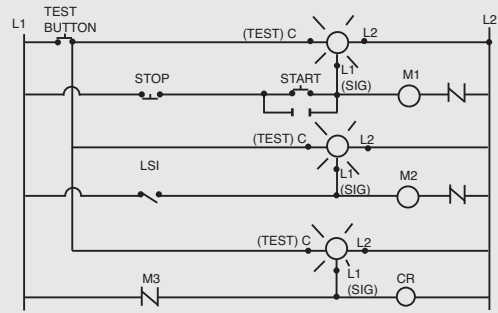 L1
TEST
BUTTON
(TEST) C
L2
L2
L1
(SIG)
STOP
START
M1
(TEST) C
L2
L1
(SIG)
LSI
M2
(TEST) C
L2
L1
(SIG)
M3
CR